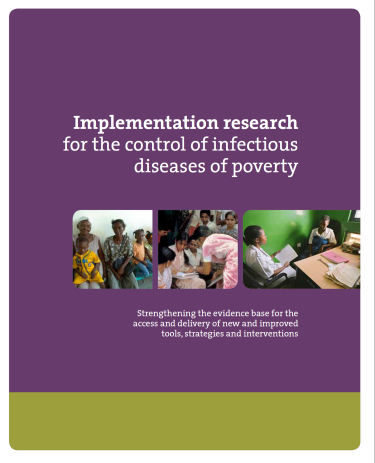 Implementation research
for the control of infectious
diseases of poverty
Strengthening the evidence base for the
access and delivery of new and improved
tools, strategies and interventions